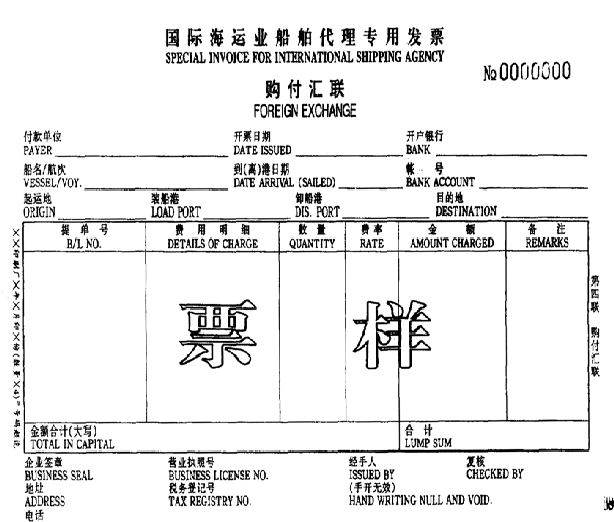 国际海运业船舶代理专用发票
SPECIAL INVOICE FOR INTERNATIONAL SHIPPING AGENCY
№0000000
购付汇联
FOREIGN EXCHANGE
付款单位 开票日期 开户银行
PAYER DATE ISSUED BANK
船名/航次 到(离)港日期 帐 号
VESSEL/VOY. DATE ARRIVAL (SAILED) BANK ACCOUNT
起运地 装船港 卸船港 目的地
ORIGIN LOAD PORT DIS. PORT DESTINATION
提单号 费用明细 数量 费率 金额 备注
B/L NO. DETAILS OF CHARGE QUANTITY RATE AMOUNT CHARGED REMARKS
票样
第四联 购付汇联
金额合计(大写) 合计
TOTAL IN CAPITAL LUMP SUM
企业签章 营业执照号 经手人 复核
BUSINESS SEAL BUSINESS LICENSE NO. ISSUED BY CHECKED BY
地址 税务登记号 (手开无效)
ADDRESS TAX REGISTRY NO. HAND WRITING NULL AND VOID.
电话